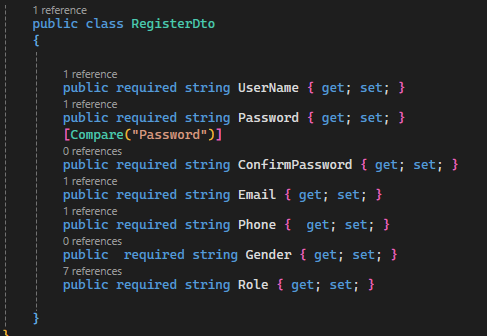 1 reference
public class RegisterDto
{
1 reference
public required string UserName { get; set; }
1 reference
public required string Password { get; set; }
[Compare("Password")]
0 references
public required string ConfirmPassword { get; set; }
1 reference
public required string Email { get; set; }
1 reference
public required string Phone {  get; set; }
0 references
public  required string Gender { get; set; }
7 references
public required string Role { get; set; }
}
}